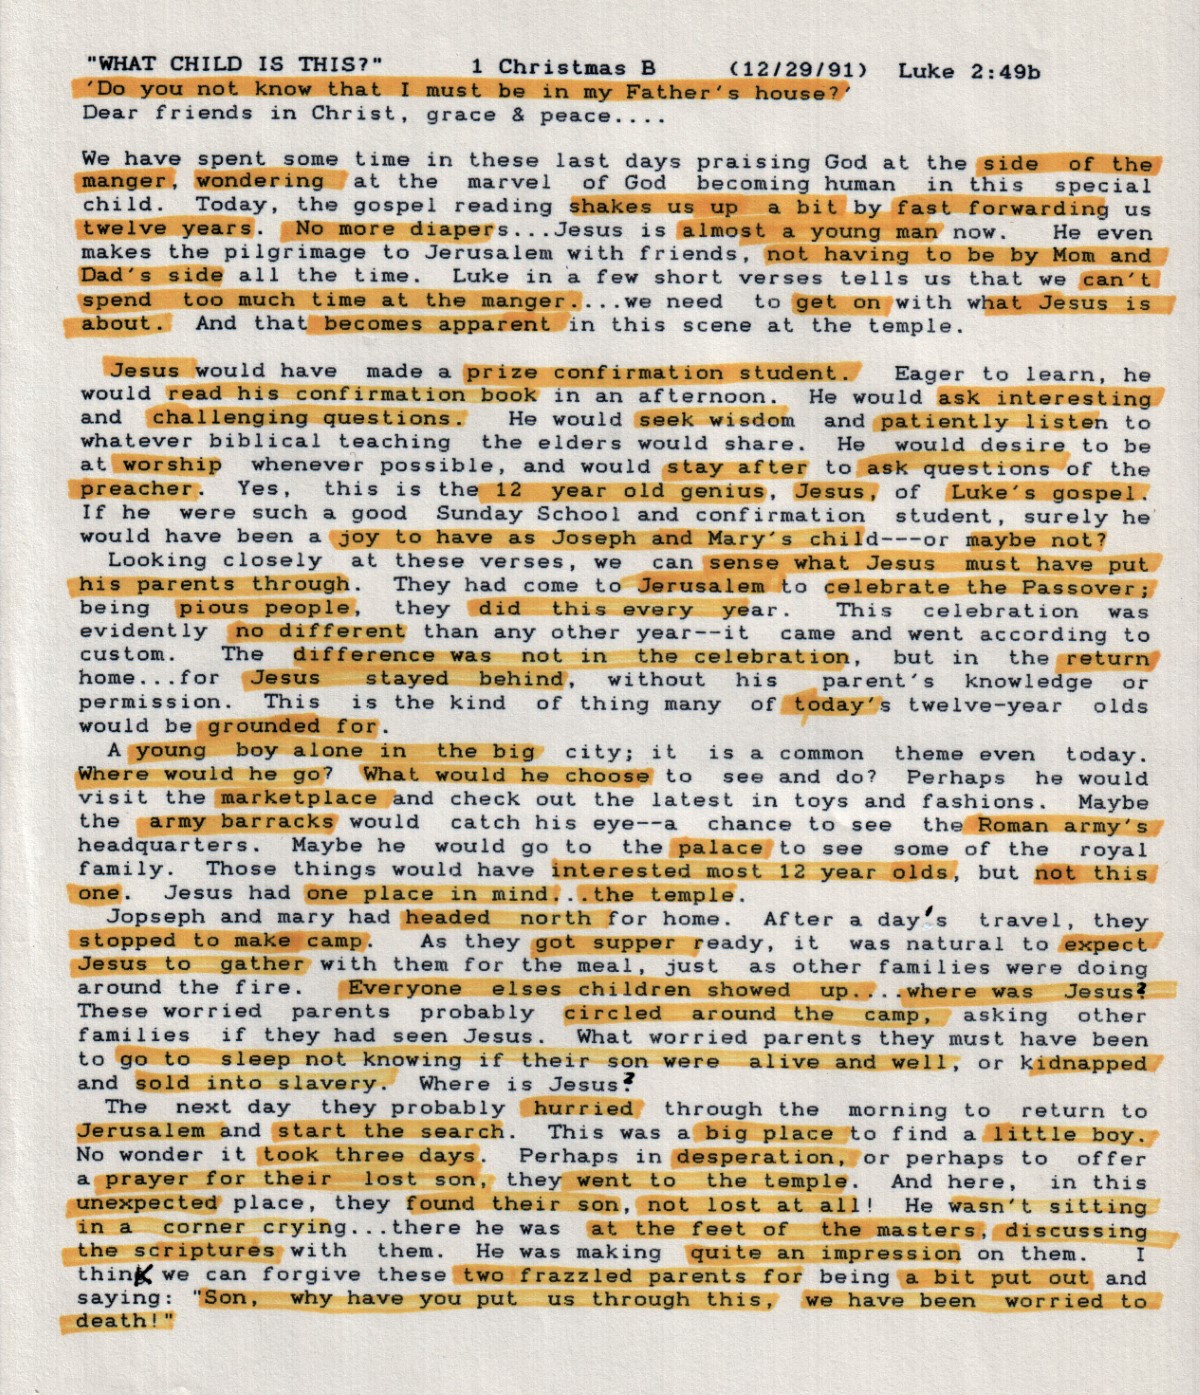 "WHAT CHILD IS THIS?" 1 Christmas B (12/29/91) Luke 2:49b
'Do you not know that I must be in my Father's house?'
Dear friends in Christ, grace & peace....
We have spent some time in these last days praising God at the side of the
manger, wondering at the marvel of God becoming human in this special
child. Today, the gospel reading shakes us up a bit by fast forwarding us
twelve years. No more diapers...Jesus is almost a young man now. He even
makes the pilgrimage to Jerusalem with friends, not having to be by Mom and
Dad's side all the time. Luke in a few short verses tells us that we can't
spend too much time at the manger....we need to get on with what Jesus is
about. And that becomes apparent in this scene at the temple.
Jesus would have made a prize confirmation student. Eager to learn, he
would read his confirmation book in an afternoon. He would ask interesting
and challenging questions. He would seek wisdom and patiently listen to
whatever biblical teaching the elders would share. He would desire to be
at worship whenever possible, and would stay after to ask questions of the
preacher. Yes, this is the 12 year old genius, Jesus, of Luke's gospel.
If he were such a good Sunday School and confirmation student, surely he
would have been a joy to have as Joseph and Mary's child---or maybe not?
Looking closely at these verses, we can sense what Jesus must have put
his parents through. They had come to Jerusalem to celebrate the Passover;
being pious people, they did this every year. This celebration was
evidently no different than any other year--it came and went according to
custom. The difference was not in the celebration, but in the return
home...for Jesus stayed behind, without his parent's knowledge or
permission. This is the kind of thing many of today's twelve-year olds
would be grounded for.
A young boy alone in the big city; it is a common theme even today.
Where would he go? What would he choose to see and do? Perhaps he would
visit the marketplace and check out the latest in toys and fashions. Maybe
the army barracks would catch his eye--a chance to see the Roman army's
headquarters. Maybe he would go to the palace to see some of the royal
family. Those things would have interested most 12 year olds, but not this
one. Jesus had one place in mind...the temple.
Jopseph and mary had headed north for home. After a day's travel, they
stopped to make camp. As they got supper ready, it was natural to expect
Jesus to gather with them for the meal, just as other families were doing
around the fire. Everyone elses children showed up....where was Jesus?
These worried parents probably circled around the camp, asking other
families if they had seen Jesus. What worried parents they must have been
to go to sleep not knowing if their son were alive and well, or kidnapped
and sold into slavery. Where is Jesus?
The next day they probably hurried through the morning to return to
Jerusalem and start the search. This was a big place to find a little boy.
No wonder it took three days. Perhaps in desperation, or perhaps to offer
a prayer for their lost son, they went to the temple. And here, in this
unexpected place, they found their son, not lost at all! He wasn't sitting
in a corner crying...there he was at the feet of the masters, discussing
the scriptures with them. He was making quite an impression on them. I
think we can forgive these two frazzled parents for being a bit put out and
saying: "Son, why have you put us through this, we have been worried to
death!"